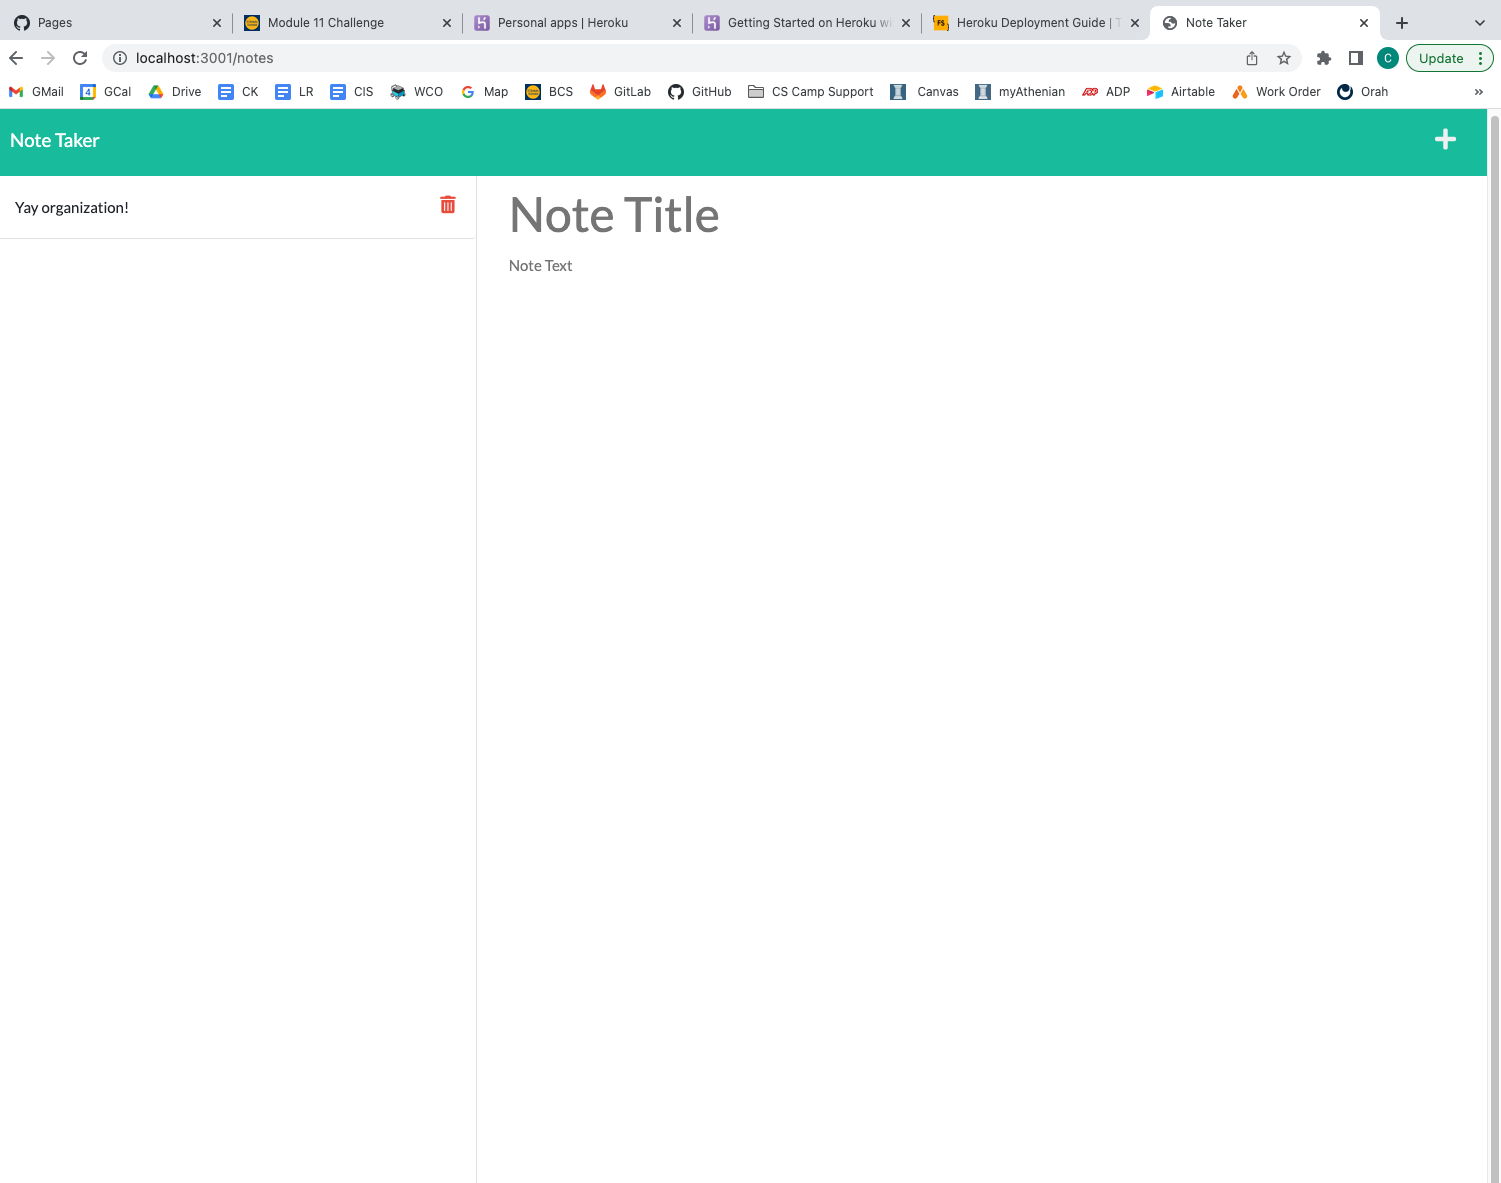 Pages
Module 11 Challenge
Personal apps | Heroku
Getting Started on Heroku wi
Heroku Deployment Guide | T
Note Taker
localhost:3001/notes
C
Update
GMail
4
GCal
Drive
CK
LR
CIS
WCO
Map
BCS
GitLab
GitHub
CS Camp Support
Canvas
myAthenian
ADP
Airtable
Work Order
Orah
»
Note Taker
Yay organization!
Note Title
Note Text